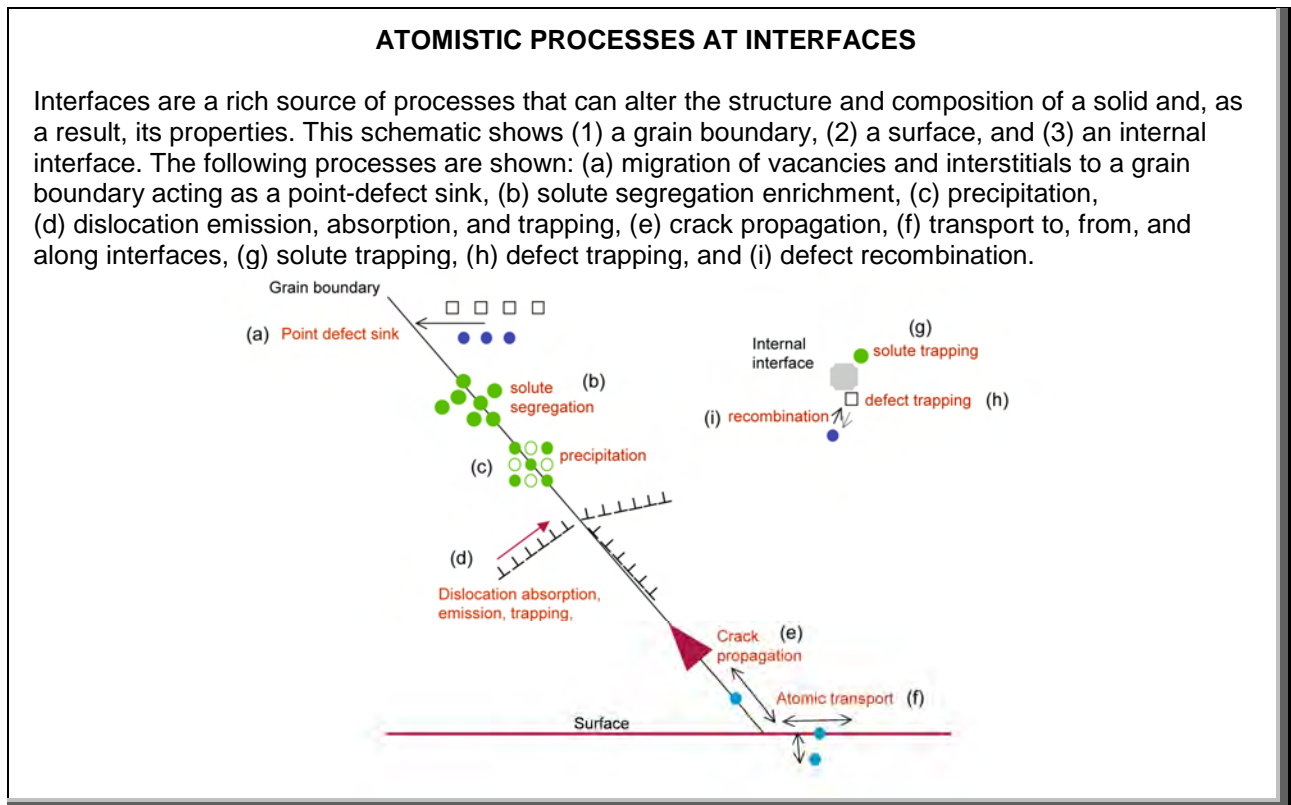 ATOMISTIC PROCESSES AT INTERFACES
Interfaces are a rich source of processes that can alter the structure and composition of a solid and, as
a result, its properties. This schematic shows (1) a grain boundary, (2) a surface, and (3) an internal
interface. The following processes are shown: (a) migration of vacancies and interstitials to a grain
boundary acting as a point-defect sink, (b) solute segregation enrichment, (c) precipitation,
(d) dislocation emission, absorption, and trapping, (e) crack propagation, (f) transport to, from, and
along interfaces, (g) solute trapping, (h) defect trapping, and (i) defect recombination.
Grain boundary
(a) Point defect sink
(g)
solute trapping
Internal
interface
defect trapping (h)
(i) recombination
solute (b)
segregation
(c) precipitation
(d)
Dislocation absorption,
emission, trapping,
Crack (e)
propagation
Atomic transport (f)
Surface